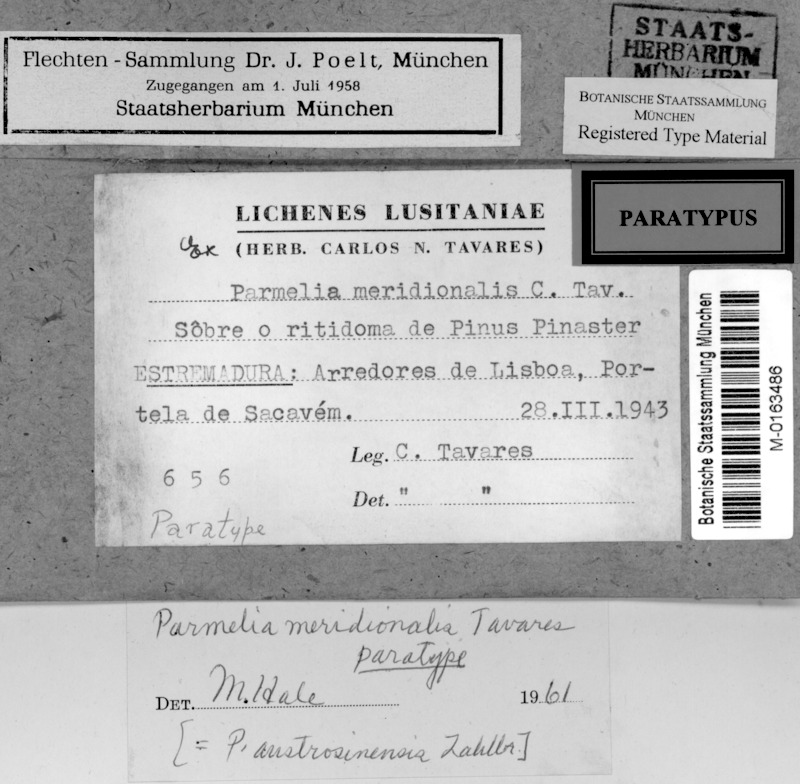 Flechten - Sammlung Dr. J. Poelt, München
Zugegangen am 1. Juli 1958
Staatsherbarium München
STAATS-
HERBARIUM
MÜNCHEN
BOTANISCHE STAATSSAMMLUNG
MÜNCHEN
Registered Type Material
PARATYPUS
LICHENES LUSITANIAE
(HERB. CARLOS N. TAVARES)
Parmelia meridionalis C. Tav.
Sôbre o ritidoma de Pinus Pinaster
ESTREMADURA: Arredores de Lisboa, Por-
tela de Sacavém. 28.III.1943
Leg. C. Tavares
656
Det. " "
Paratype
Botanische Staatssammlung München
M-0163486
Parmelia meridionalis Tavares
paratype
DET. M. Hale 1961
[= P. austrosinensis Zahlbr]